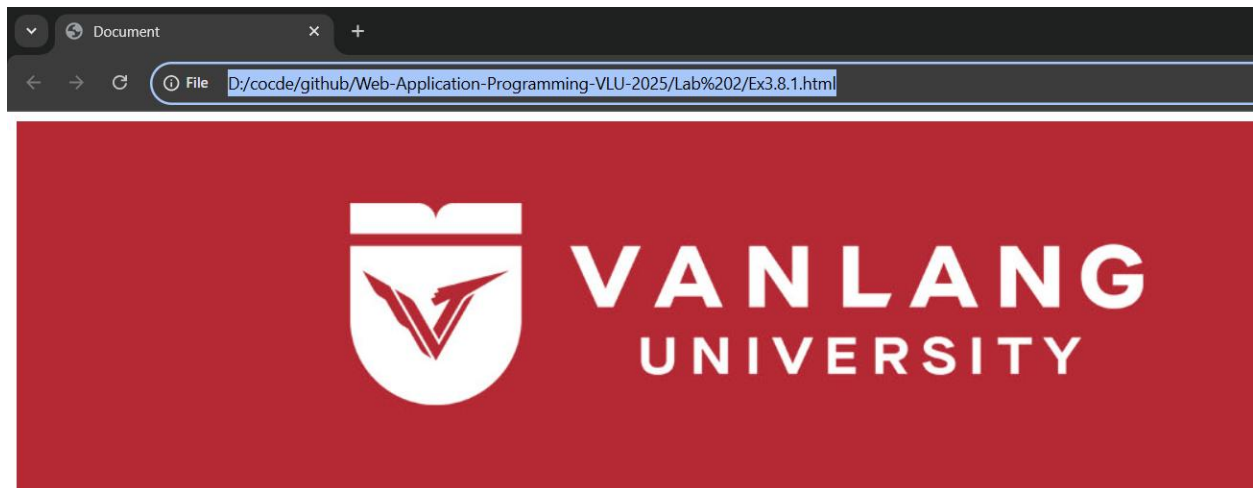 Document
File D:/cocde/github/Web-Application-Programming-VLU-2025/Lab%202/Ex3.8.1.html
VANLANG
UNIVERSITY